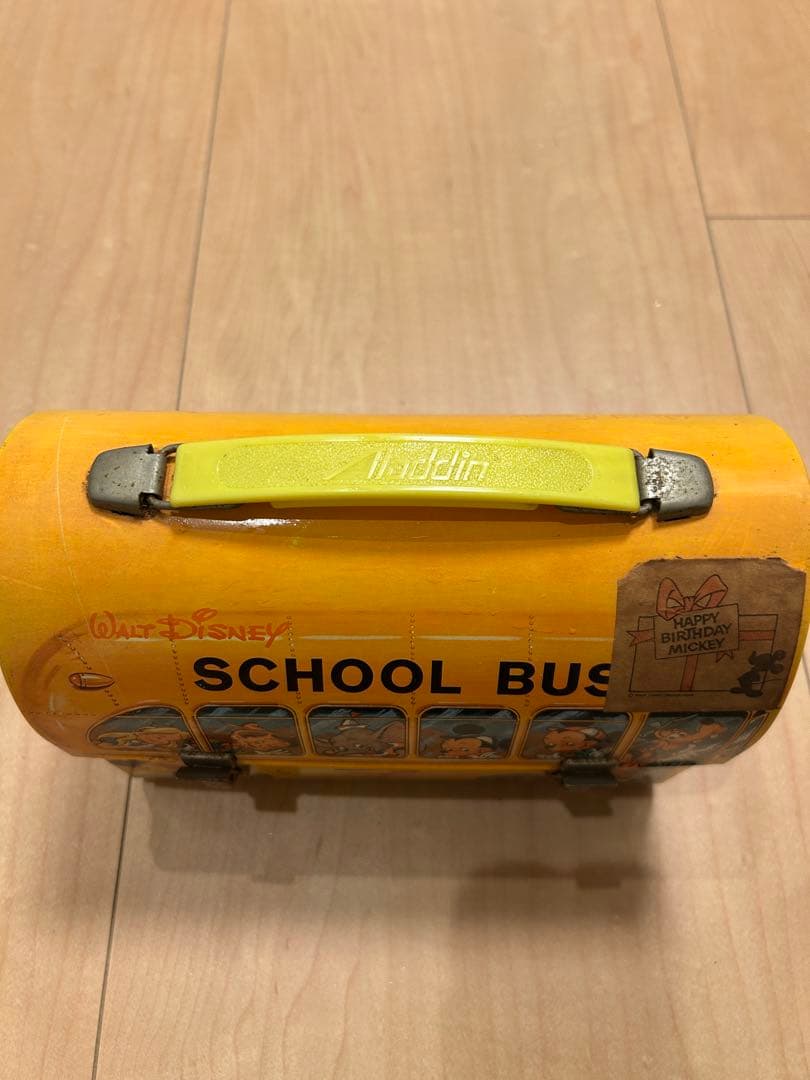 Aladdin
WALT DISNEY
SCHOOL BUS
HAPPY
BIRTHDAY
MICKEY